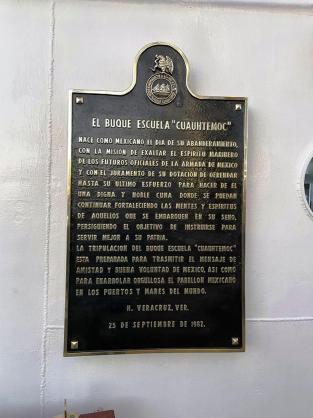 EL BUQUE ESCUELA "CUAUHTEMOC"
NACE COMO MEXICANO EL DIA DE SU ABANDERAMIENTO,
CON LA MISION DE EXALTAR EL ESPIRITU MARINERO
DE LOS FUTUROS OFICIALES DE LA ARMADA DE MEXICO
Y CON EL JURAMENTO DE SU DOTACION DE OFRENDAR
HASTA SU ULTIMO ESFUERZO PARA HACER DE EL
UNA DIGNA Y NOBLE CUNA DONDE SE PUEDAN
CONTINUAR FORTALECIENDO LAS MENTES Y ESPIRITUS
DE AQUELLOS QUE SE EMBARQUEN EN SU SENO,
PERSIGUIENDO EL OBJETIVO DE INSTRUIRSE PARA
SERVIR MEJOR A SU PATRIA.
LA TRIPULACION DEL BUQUE ESCUELA "CUAUHTEMOC"
ESTA PREPARADA PARA TRASMITIR EL MENSAJE DE
AMISTAD Y BUENA VOLUNTAD DE MEXICO, ASI COMO
PARA ENARBOLAR ORGULLOSA EL PABELLON MEXICANO
EN LOS PUERTOS Y MARES DEL MUNDO.
H. VERACRUZ, VER.
25 DE SEPTIEMBRE DE 1982.